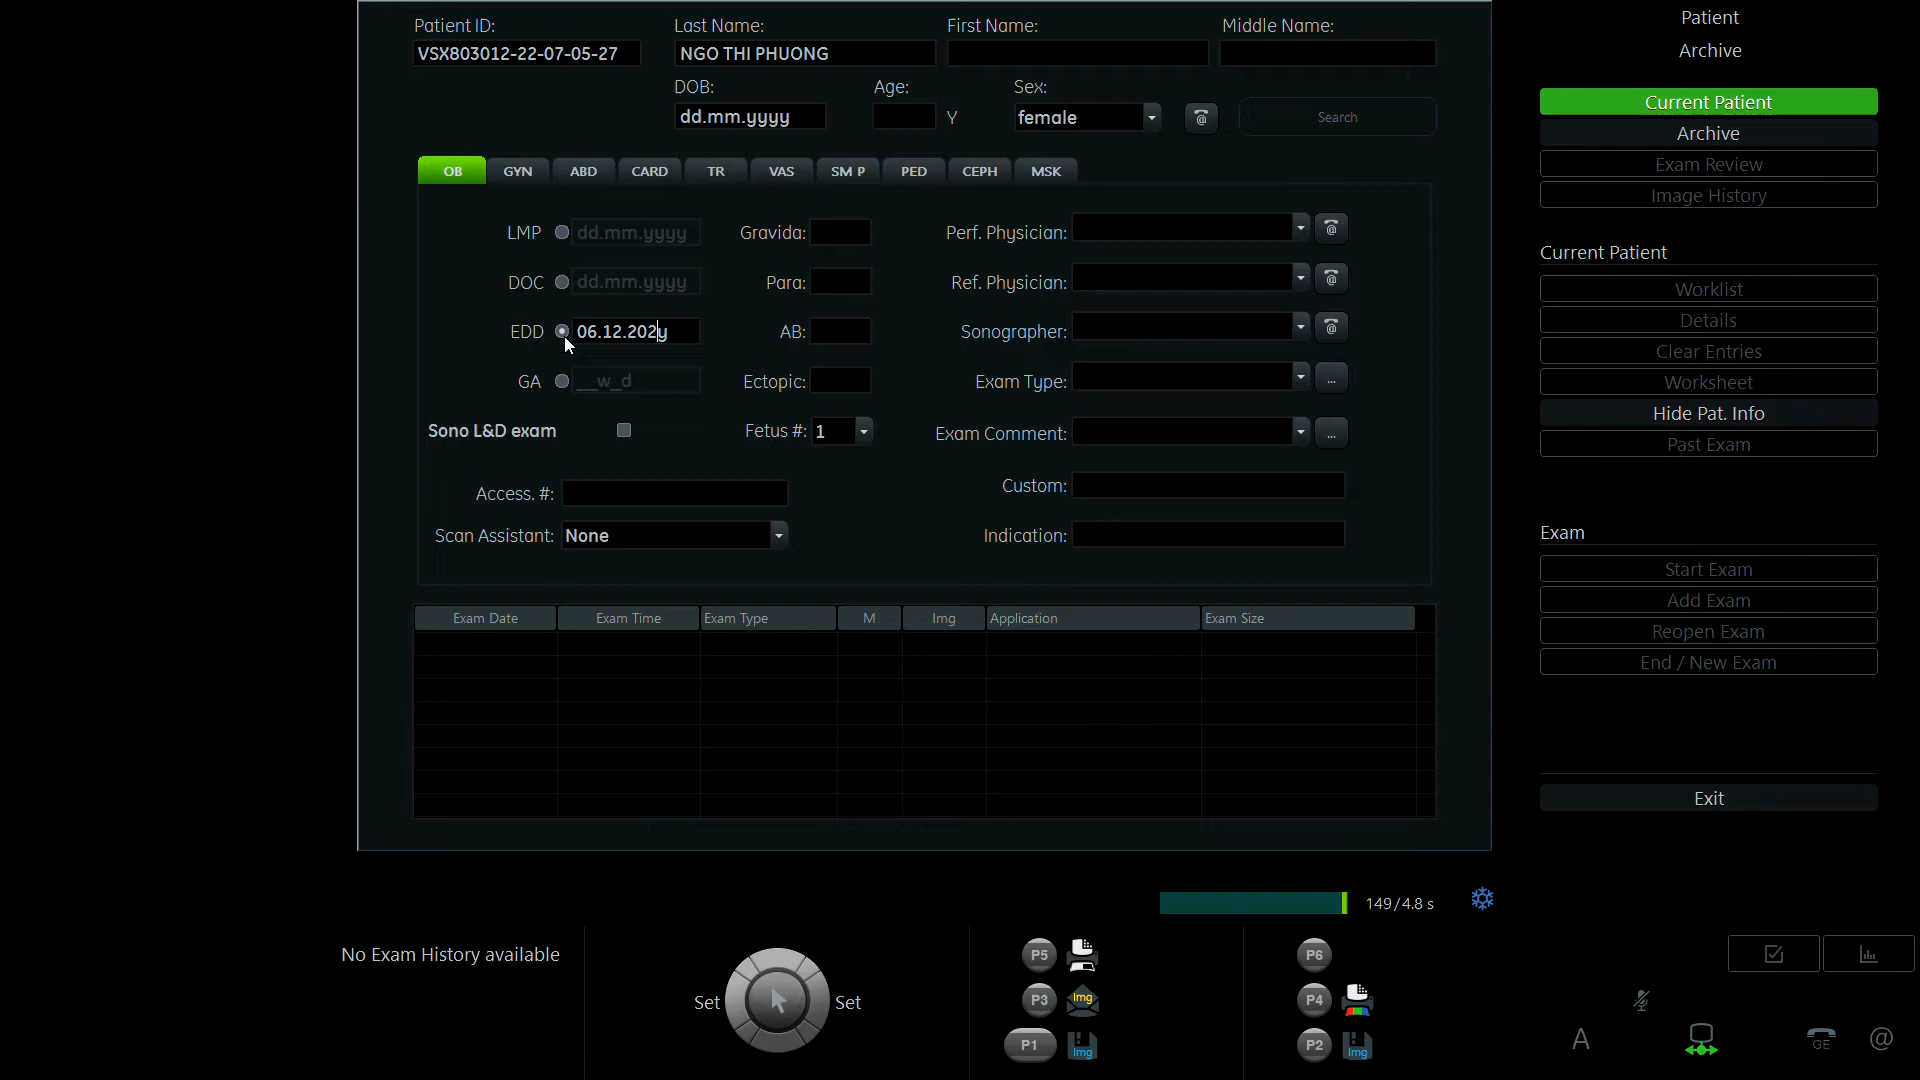 Patient ID: Last Name: First Name: Middle Name:
VSX803012-22-07-05-27 NGO THI PHUONG
DOB: Age: Sex:
dd.mm.yyyy Y female @ Search
OB GYN ABD CARD TR VAS SM P PED CEPH MSK
LMP dd.mm.yyyy Gravida: Perf. Physician: @
DOC dd.mm.yyyy Para: Ref. Physician: @
EDD 06.12.202y AB: Sonographer: @
GA __w_d Ectopic: Exam Type: ...
Sono L&D exam Fetus #: 1 Exam Comment: ...
Access. #: Custom:
Scan Assistant: None Indication:
Exam Date Exam Time Exam Type M Img Application Exam Size
149/4.8 s
Patient
Archive
Current Patient
Archive
Exam Review
Image History
Current Patient
Worklist
Details
Clear Entries
Worksheet
Hide Pat. Info
Past Exam
Exam
Start Exam
Add Exam
Reopen Exam
End / New Exam
Exit
No Exam History available
Set Set
P5 P6
P3 Img P4
P1 Img P2 Img
A GE @